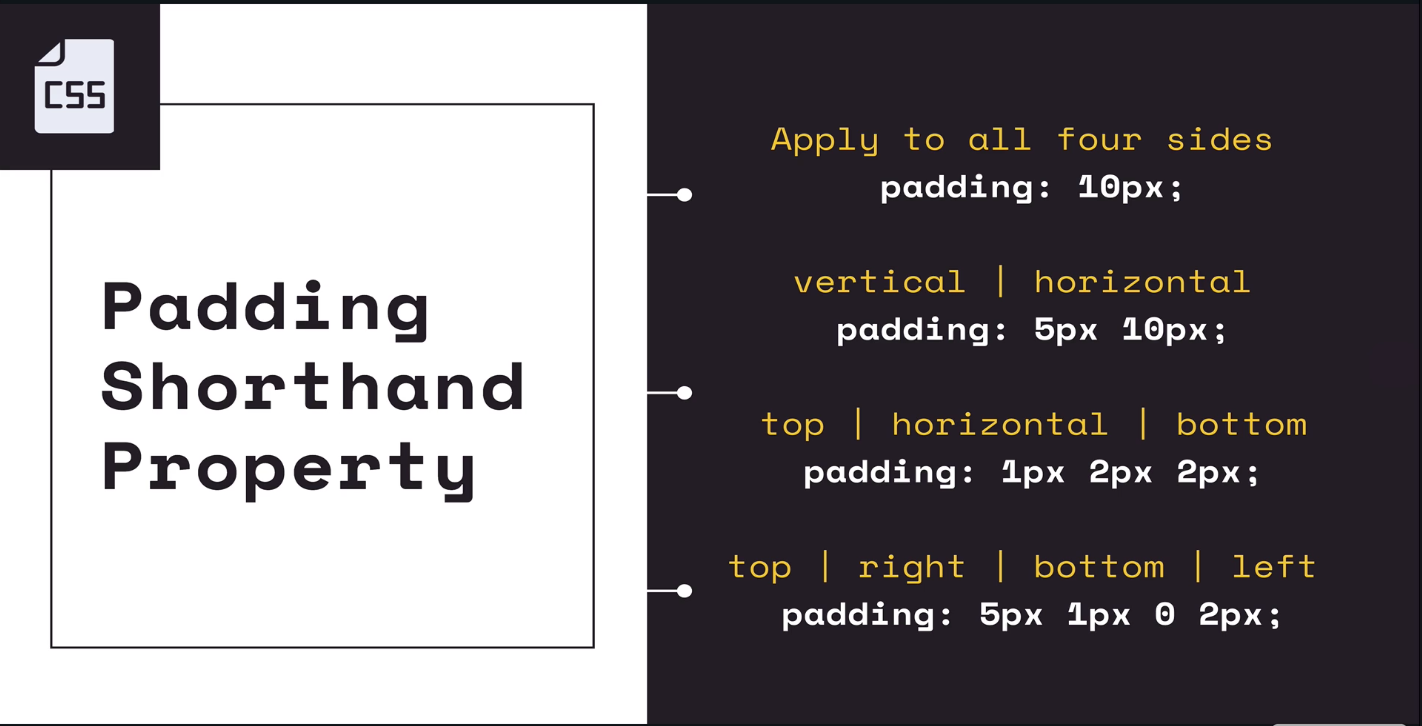 CSS
Padding
Shorthand
Property
Apply to all four sides
padding: 10px;
vertical | horizontal
padding: 5px 10px;
top | horizontal | bottom
padding: 1px 2px 2px;
top | right | bottom | left
padding: 5px 1px 0 2px;